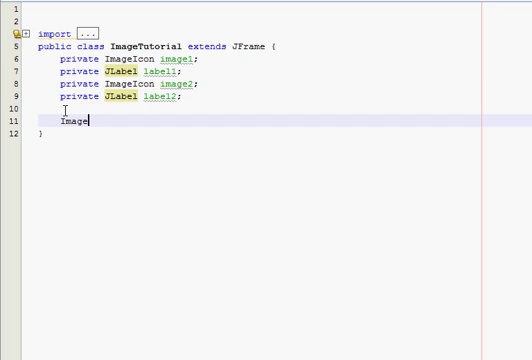 1
2
import ...
5 public class ImageTutorial extends JFrame {
6 private ImageIcon image1;
7 private JLabel label1;
8 private ImageIcon image2;
9 private JLabel label2;
10
11 Image
12 }